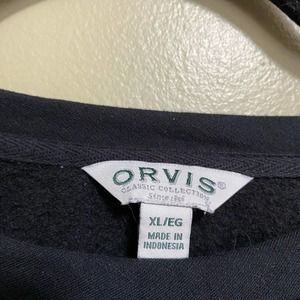 ORVIS®
CLASSIC COLLECTION
Since 1856
XL/EG
MADE IN
INDONESIA